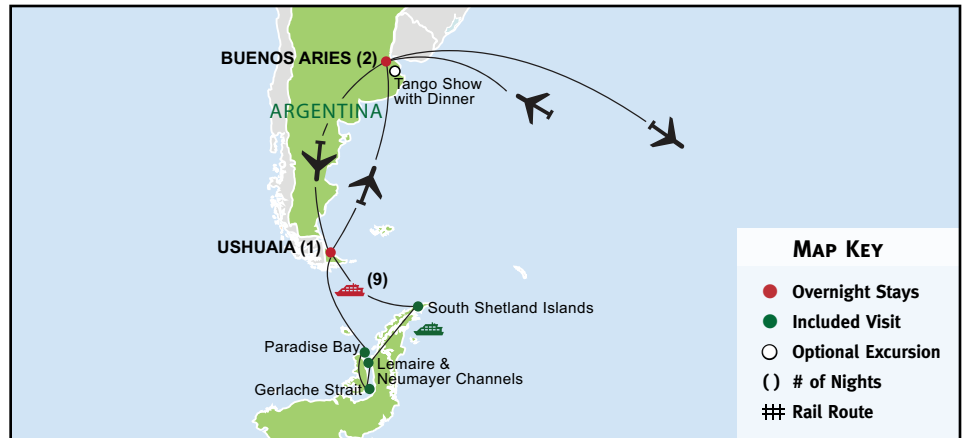 BUENOS ARIES (2)
Tango Show
with Dinner
ARGENTINA
USHUAIA (1)
(9)
South Shetland Islands
Paradise Bay
Lemaire &
Neumayer Channels
Gerlache Strait
MAP KEY
Overnight Stays
Included Visit
Optional Excursion
( ) # of Nights
Rail Route